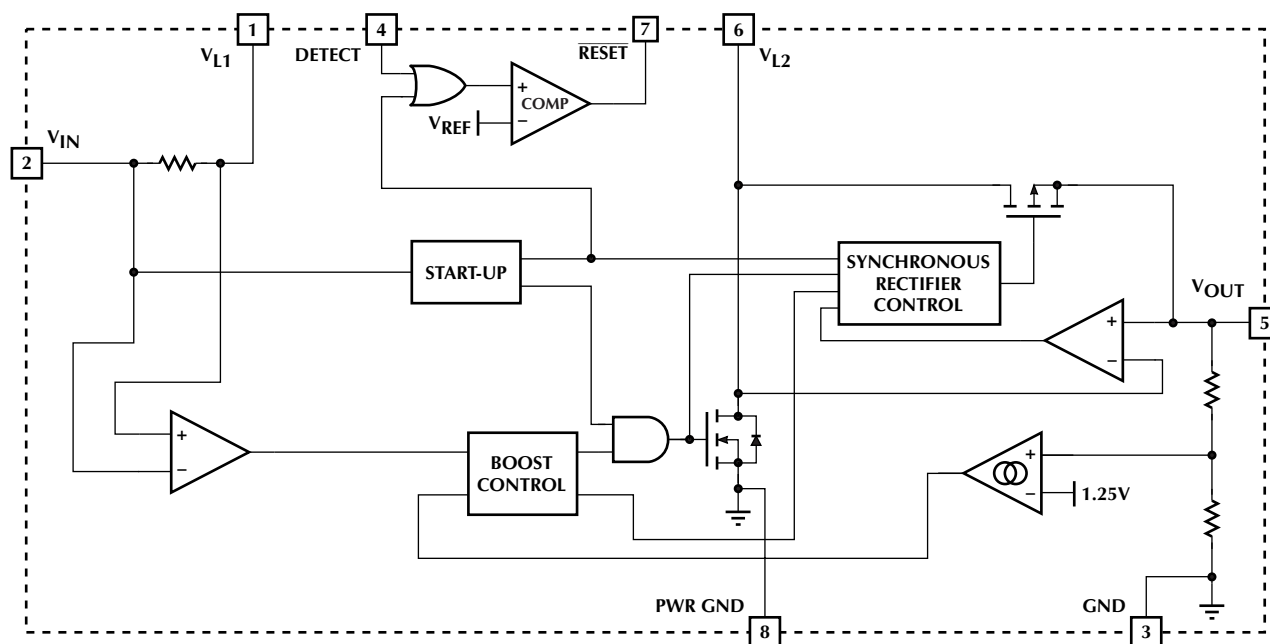 1
4
7
6
V_L1
DETECT
R̅E̅S̅E̅T̅
V_L2
+
COMP
−
V_REF
V_IN
2
START-UP
SYNCHRONOUS
RECTIFIER
CONTROL
V_OUT
5
+
−
+
−
BOOST
CONTROL
+
−
1.25V
PWR GND
GND
8
3